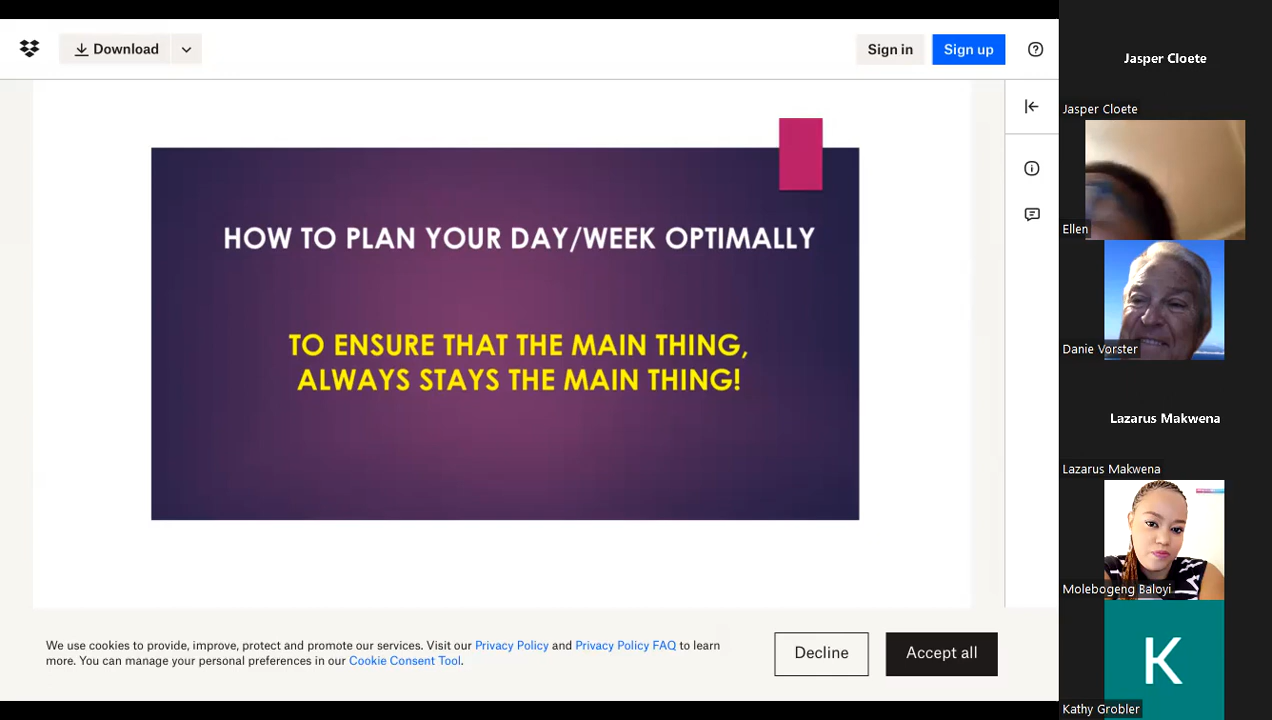 Download
Sign in
Sign up
HOW TO PLAN YOUR DAY/WEEK OPTIMALLY
TO ENSURE THAT THE MAIN THING,
ALWAYS STAYS THE MAIN THING!
We use cookies to provide, improve, protect and promote our services. Visit our Privacy Policy and Privacy Policy FAQ to learn
more. You can manage your personal preferences in our Cookie Consent Tool.
Decline
Accept all
Jasper Cloete
Jasper Cloete
Ellen
Danie Vorster
Lazarus Makwena
Lazarus Makwena
Molebogeng Baloyi
K
Kathy Grobler